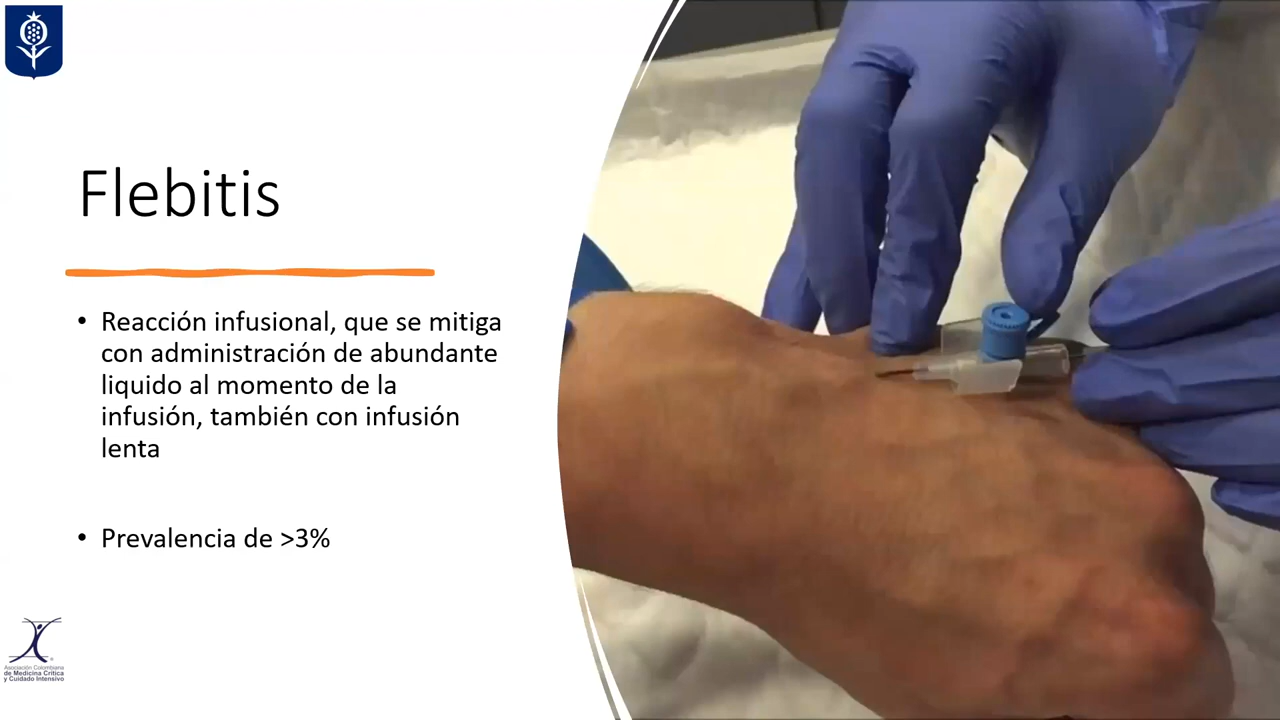 Flebitis
• Reacción infusional, que se mitiga
con administración de abundante
liquido al momento de la
infusión, también con infusión
lenta
• Prevalencia de >3%
Asociación Colombiana
de Medicina Crítica
y Cuidado Intensivo